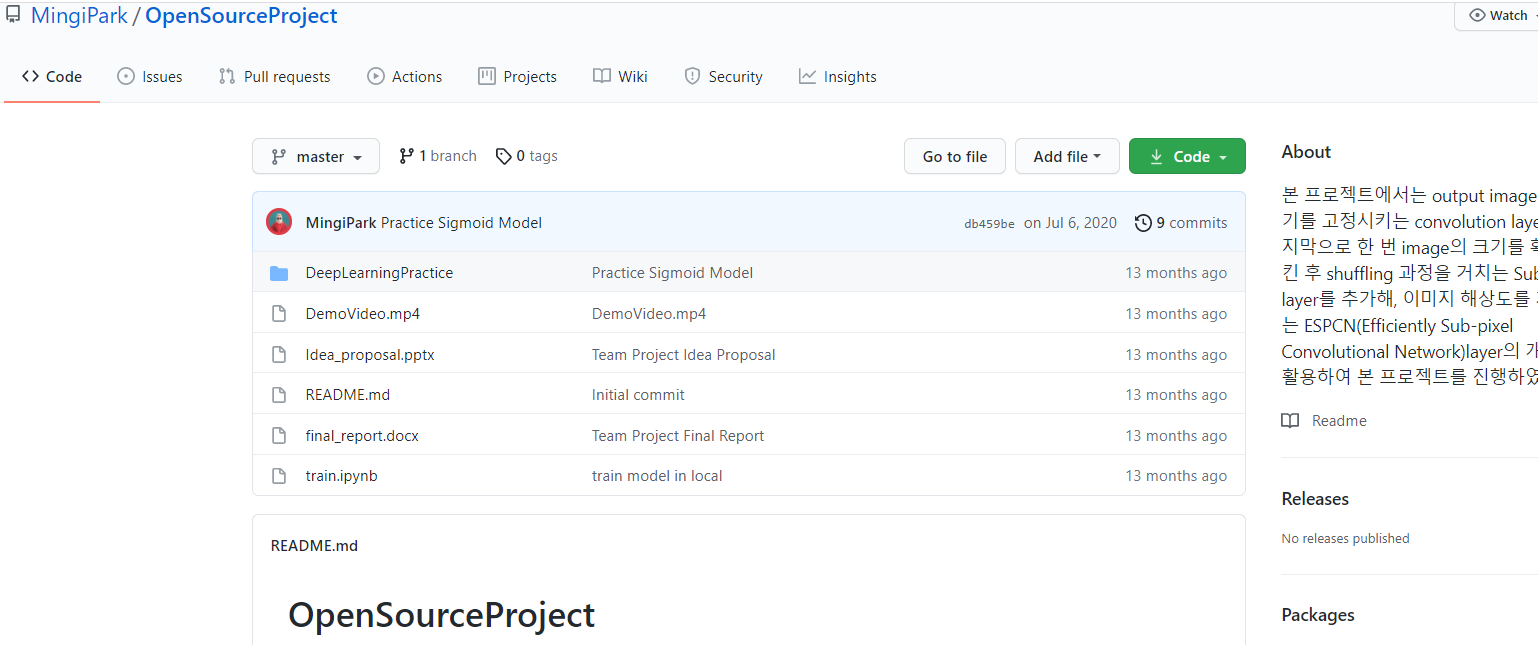 MingiPark / OpenSourceProject
Watch
Code Issues Pull requests Actions Projects Wiki Security Insights
master 1 branch 0 tags Go to file Add file Code
MingiPark Practice Sigmoid Model db459be on Jul 6, 2020 9 commits
DeepLearningPractice Practice Sigmoid Model 13 months ago
DemoVideo.mp4 DemoVideo.mp4 13 months ago
Idea_proposal.pptx Team Project Idea Proposal 13 months ago
README.md Initial commit 13 months ago
final_report.docx Team Project Final Report 13 months ago
train.ipynb train model in local 13 months ago
README.md
OpenSourceProject
About
본 프로젝트에서는 output image
기를 고정시키는 convolution
지막으로 한 번 image의 크기를
킨 후 shuffling 과정을 거치는
layer를 추가해, 이미지 해상도를
는 ESPCN(Efficiently Sub-pixel
Convolutional Network)layer의
활용하여 본 프로젝트를
Readme
Releases
No releases published
Packages